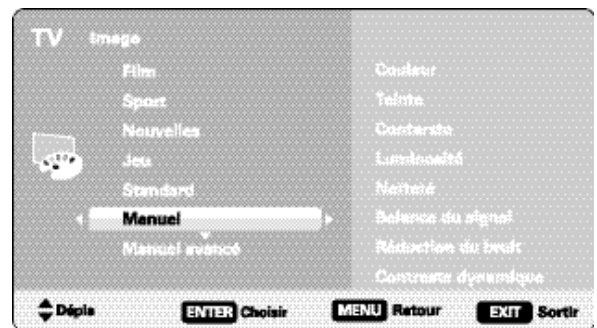 TV Image
Film
Sport
Nouvelles
Jeu
Standard
Manuel
Manuel avancé
Couleur
Teinte
Contarste
Luminosité
Netteté
Balance du signal
Réduction du bruit
Contraste dynamique
Dépla ENTER Choisir MENU Retour EXIT Sortir